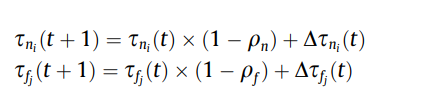 τ_{n_i}(t + 1) = τ_{n_i}(t) × (1 − ρ_n) + Δτ_{n_i}(t)
τ_{f_j}(t + 1) = τ_{f_j}(t) × (1 − ρ_f) + Δτ_{f_j}(t)